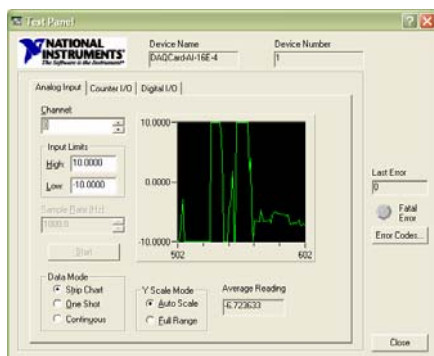 Test Panel
NATIONAL
INSTRUMENTS
The Software is the Instrument
Device Name
DAQCard-AI-16E-4
Device Number
1
Analog Input
Counter I/O
Digital I/O
Channel:
Input Limits
High: 10.0000
Low: -10.0000
Sample Rate (Hz):
1000.0
Start
10.0000
0.0000
-10.0000
502
602
Data Mode
Strip Chart
One Shot
Continuous
Y Scale Mode
Auto Scale
Full Range
Average Reading
-6.723633
Last Error
0
Fatal
Error
Error Codes...
Close